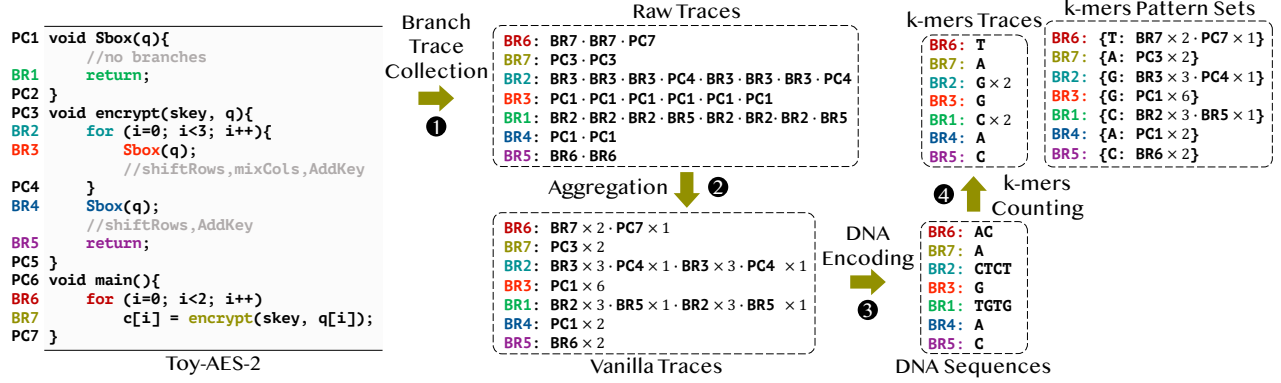 PC1 void Sbox(q){
//no branches
BR1 return;
PC2 }
PC3 void encrypt(skey, q){
BR2 for (i=0; i<3; i++){
BR3 Sbox(q);
//shiftRows,mixCols,AddKey
PC4 }
BR4 Sbox(q);
//shiftRows,AddKey
BR5 return;
PC5 }
PC6 void main(){
BR6 for (i=0; i<2; i++)
BR7 c[i] = encrypt(skey, q[i]);
PC7 }
Toy-AES-2
Branch
Trace
Collection
❶
Raw Traces
BR6: BR7 · BR7 · PC7
BR7: PC3 · PC3
BR2: BR3 · BR3 · BR3 · PC4 · BR3 · BR3 · BR3 · PC4
BR3: PC1 · PC1 · PC1 · PC1 · PC1 · PC1
BR1: BR2 · BR2 · BR2 · BR5 · BR2 · BR2 · BR2 · BR5
BR4: PC1 · PC1
BR5: BR6 · BR6
Aggregation ❷
BR6: BR7 × 2 · PC7 × 1
BR7: PC3 × 2
BR2: BR3 × 3 · PC4 × 1 · BR3 × 3 · PC4 × 1
BR3: PC1 × 6
BR1: BR2 × 3 · BR5 × 1 · BR2 × 3 · BR5 × 1
BR4: PC1 × 2
BR5: BR6 × 2
Vanilla Traces
DNA
Encoding
❸
BR6: AC
BR7: A
BR2: CTCT
BR3: G
BR1: TGTG
BR4: A
BR5: C
DNA Sequences
❹ k-mers
Counting
k-mers Traces
BR6: T
BR7: A
BR2: G × 2
BR3: G
BR1: C × 2
BR4: A
BR5: C
k-mers Pattern Sets
BR6: {T: BR7 × 2 · PC7 × 1}
BR7: {A: PC3 × 2}
BR2: {G: BR3 × 3 · PC4 × 1}
BR3: {G: PC1 × 6}
BR1: {C: BR2 × 3 · BR5 × 1}
BR4: {A: PC1 × 2}
BR5: {C: BR6 × 2}